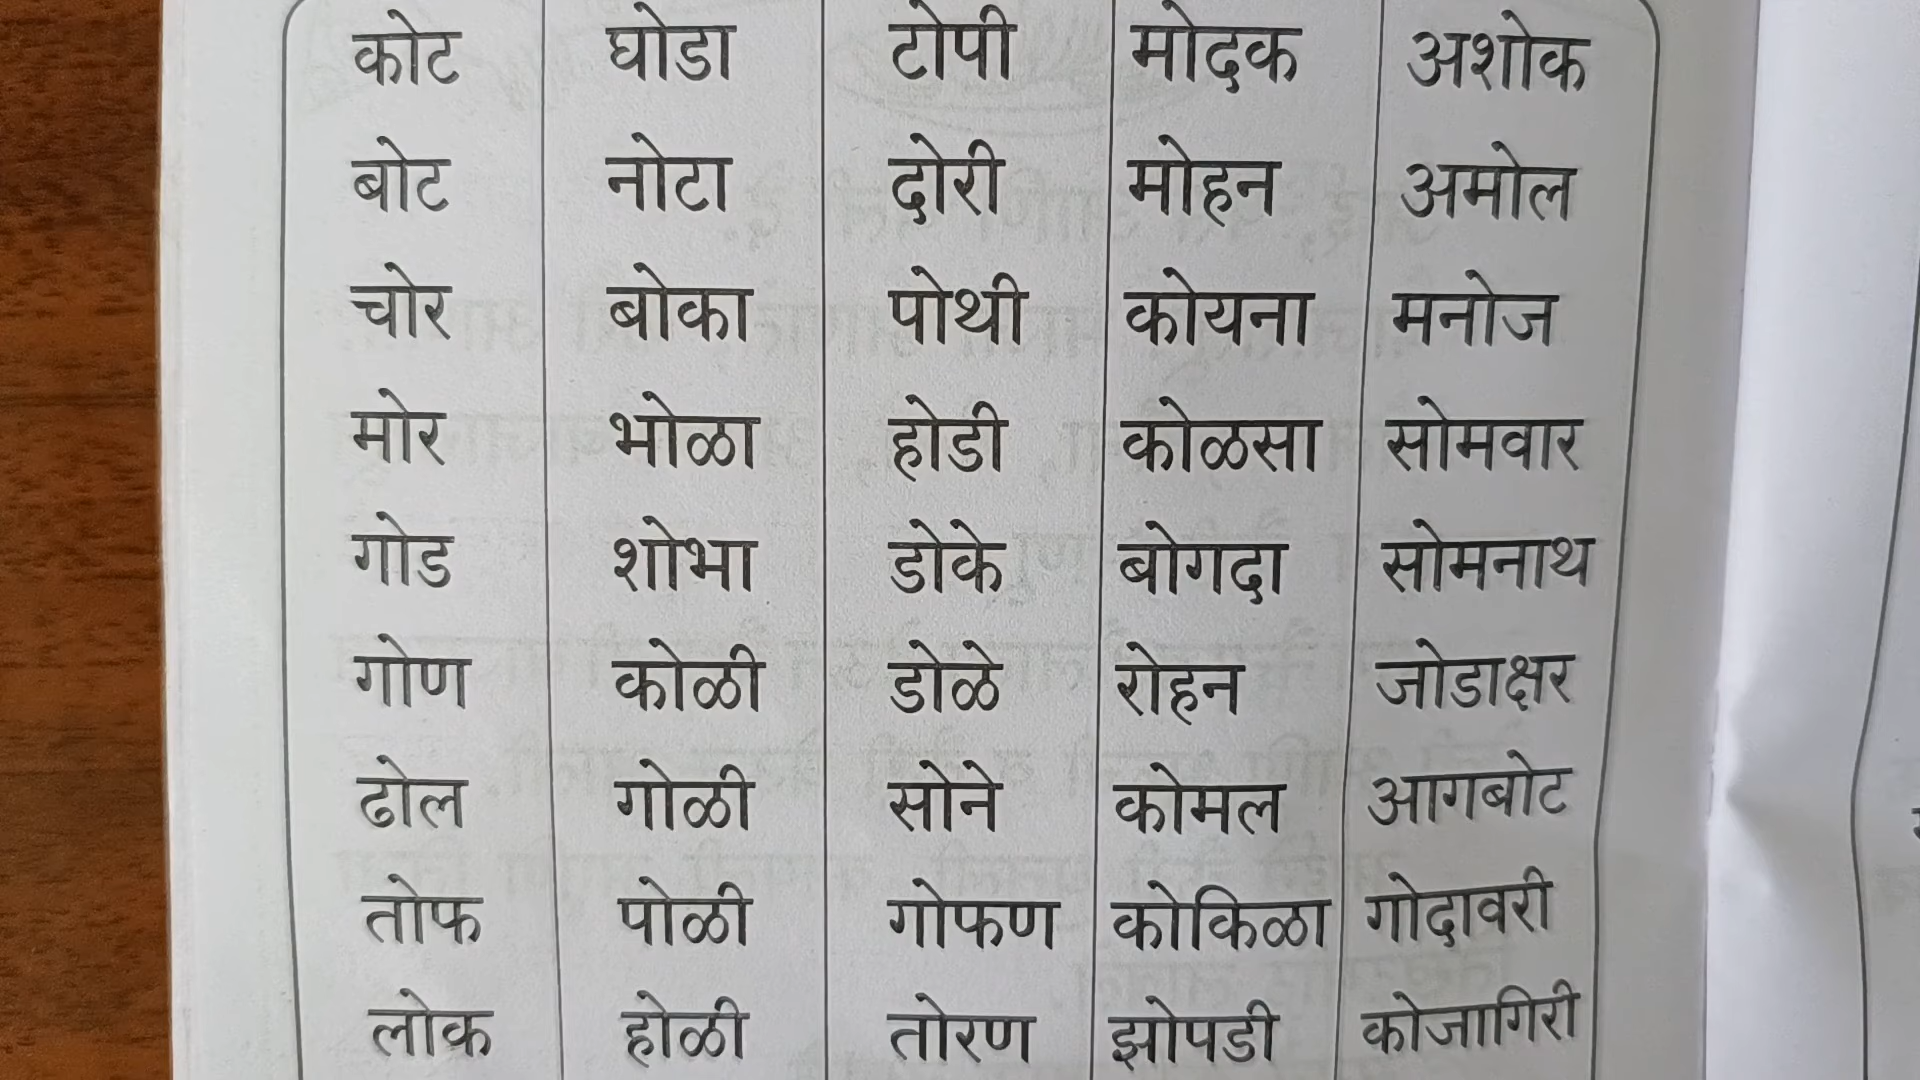 कोट घोडा टोपी मोदक अशोक
बोट नोटा दोरी मोहन अमोल
चोर बोका पोथी कोयना मनोज
मोर भोळा होडी कोळसा सोमवार
गोड शोभा डोके बोगदा सोमनाथ
गोण कोळी डोळे रोहन जोडाक्षर
ढोल गोळी सोने कोमल आगबोट
तोफ पोळी गोफण कोकिळा गोदावरी
लोक होळी तोरण झोपडी कोजागिरी